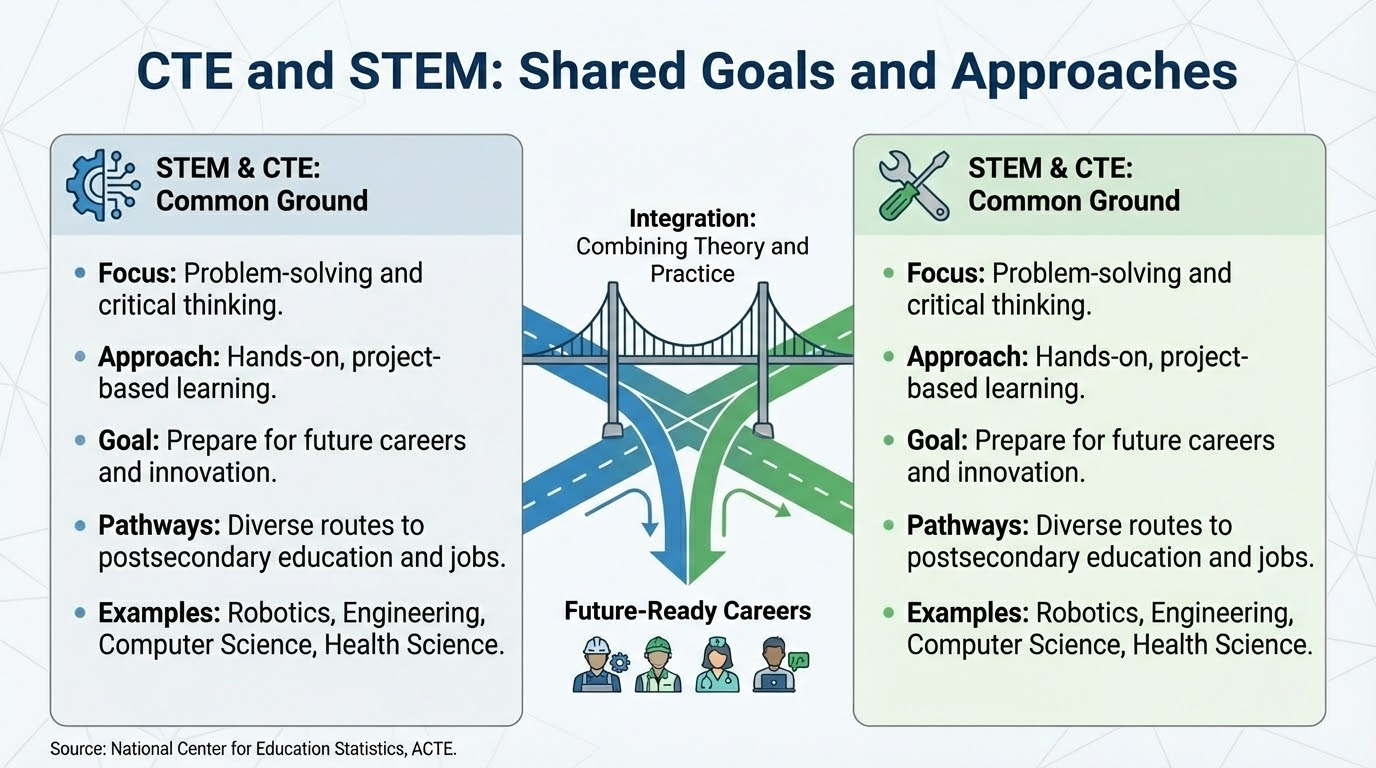 CTE and STEM: Shared Goals and Approaches
STEM & CTE:
Common Ground
• Focus: Problem-solving and
critical thinking.
• Approach: Hands-on, project-
based learning.
• Goal: Prepare for future careers
and innovation.
• Pathways: Diverse routes to
postsecondary education and jobs.
• Examples: Robotics, Engineering,
Computer Science, Health Science.
Integration:
Combining Theory and
Practice
Future-Ready Careers
STEM & CTE:
Common Ground
• Focus: Problem-solving and
critical thinking.
• Approach: Hands-on, project-
based learning.
• Goal: Prepare for future careers
and innovation.
• Pathways: Diverse routes to
postsecondary education and jobs.
• Examples: Robotics, Engineering,
Computer Science, Health Science.
Source: National Center for Education Statistics, ACTE.